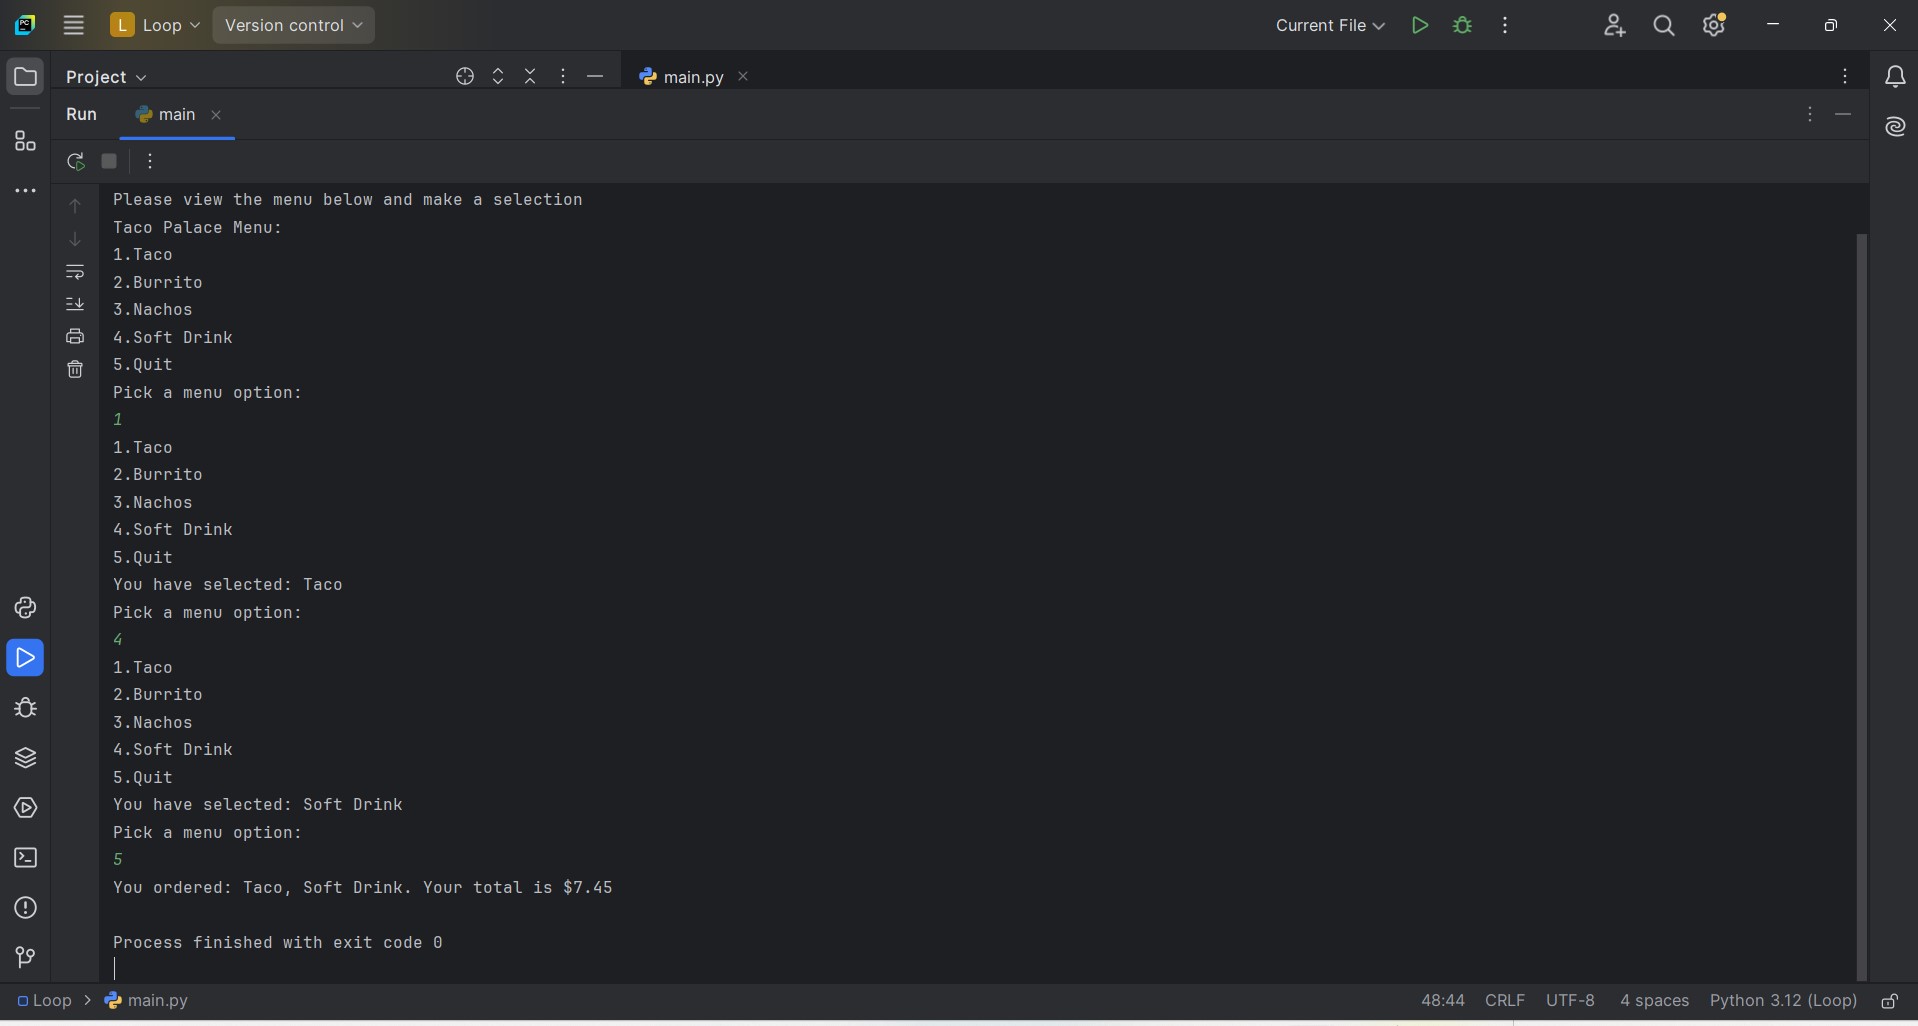 PC L Loop Version control Current File
Project main.py
Run main
Please view the menu below and make a selection
Taco Palace Menu:
1.Taco
2.Burrito
3.Nachos
4.Soft Drink
5.Quit
Pick a menu option:
1
1.Taco
2.Burrito
3.Nachos
4.Soft Drink
5.Quit
You have selected: Taco
Pick a menu option:
4
1.Taco
2.Burrito
3.Nachos
4.Soft Drink
5.Quit
You have selected: Soft Drink
Pick a menu option:
5
You ordered: Taco, Soft Drink. Your total is $7.45
Process finished with exit code 0
Loop > main.py 48:44 CRLF UTF-8 4 spaces Python 3.12 (Loop)